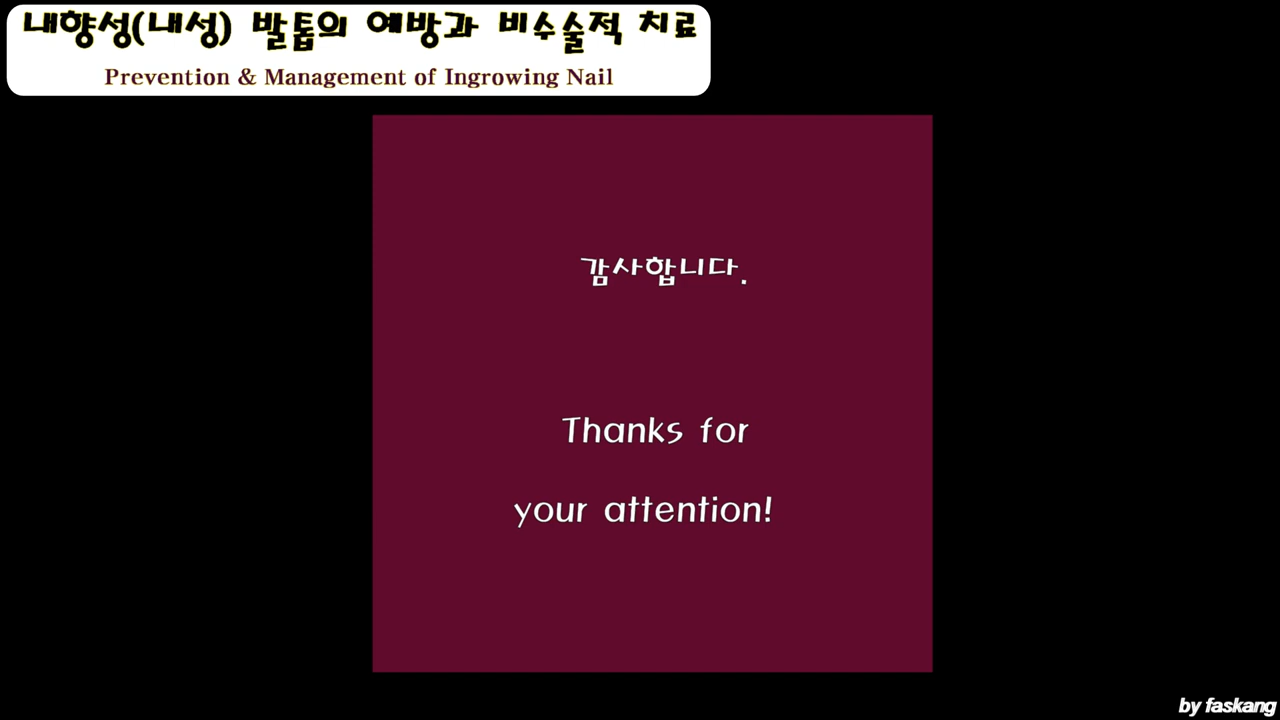 내향성(내성) 발톱의 예방과 비수술적 치료
Prevention & Management of Ingrowing Nail
감사합니다.
Thanks for
your attention!
by faskang